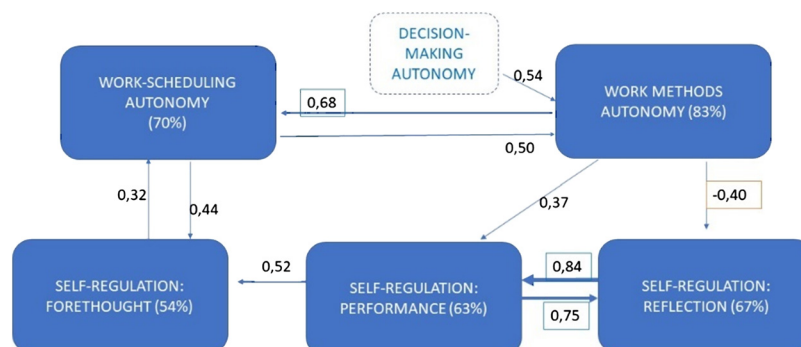 DECISION-
MAKING
AUTONOMY
WORK-SCHEDULING
AUTONOMY
(70%)
WORK METHODS
AUTONOMY (83%)
0,54
0,68
0,50
0,32
0,44
0,37
-0,40
SELF-REGULATION:
FORETHOUGHT (54%)
0,52
SELF-REGULATION:
PERFORMANCE (63%)
0,84
0,75
SELF-REGULATION:
REFLECTION (67%)